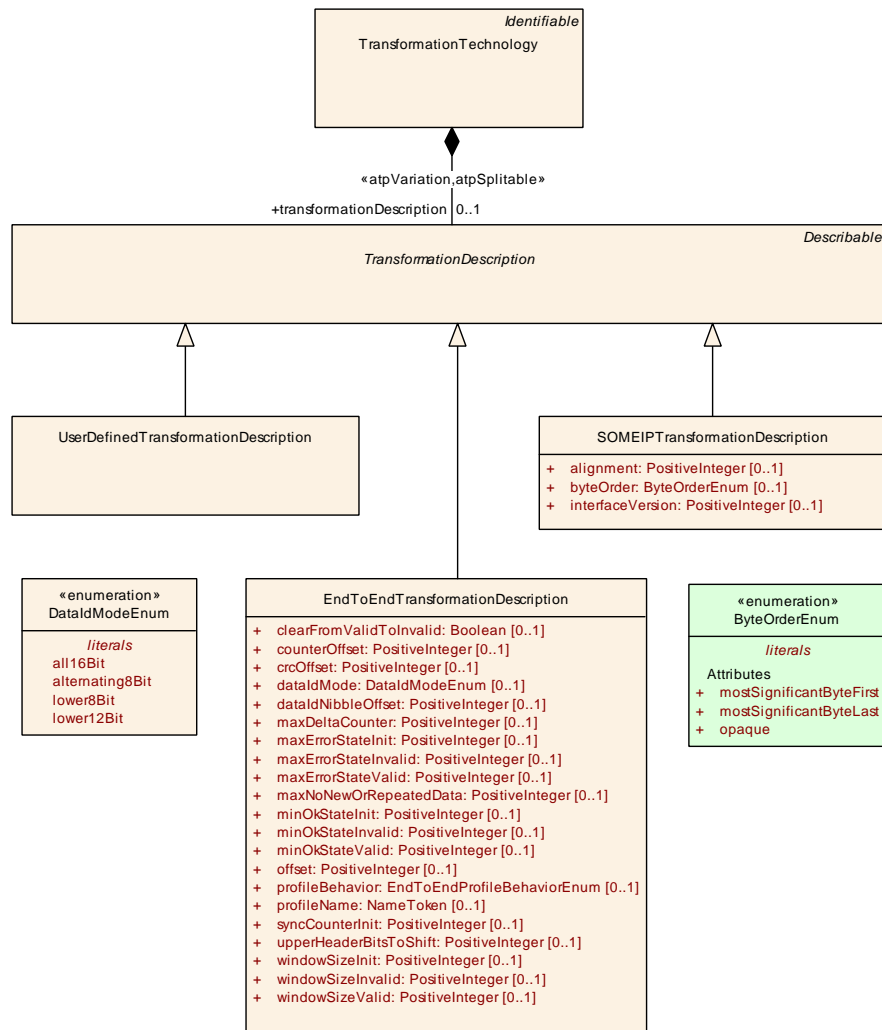 Identifiable
TransformationTechnology
«atpVariation,atpSplitable»
+transformationDescription 0..1
Describable
TransformationDescription
UserDefinedTransformationDescription
SOMEIPTransformationDescription
+ alignment: PositiveInteger [0..1]
+ byteOrder: ByteOrderEnum [0..1]
+ interfaceVersion: PositiveInteger [0..1]
«enumeration»
DataIdModeEnum
literals
all16Bit
alternating8Bit
lower8Bit
lower12Bit
EndToEndTransformationDescription
+ clearFromValidToInvalid: Boolean [0..1]
+ counterOffset: PositiveInteger [0..1]
+ crcOffset: PositiveInteger [0..1]
+ dataIdMode: DataIdModeEnum [0..1]
+ dataIdNibbleOffset: PositiveInteger [0..1]
+ maxDeltaCounter: PositiveInteger [0..1]
+ maxErrorStateInit: PositiveInteger [0..1]
+ maxErrorStateInvalid: PositiveInteger [0..1]
+ maxErrorStateValid: PositiveInteger [0..1]
+ maxNoNewOrRepeatedData: PositiveInteger [0..1]
+ minOkStateInit: PositiveInteger [0..1]
+ minOkStateInvalid: PositiveInteger [0..1]
+ minOkStateValid: PositiveInteger [0..1]
+ offset: PositiveInteger [0..1]
+ profileBehavior: EndToEndProfileBehaviorEnum [0..1]
+ profileName: NameToken [0..1]
+ syncCounterInit: PositiveInteger [0..1]
+ upperHeaderBitsToShift: PositiveInteger [0..1]
+ windowSizeInit: PositiveInteger [0..1]
+ windowSizeInvalid: PositiveInteger [0..1]
+ windowSizeValid: PositiveInteger [0..1]
«enumeration»
ByteOrderEnum
literals
Attributes
+ mostSignificantByteFirst
+ mostSignificantByteLast
+ opaque